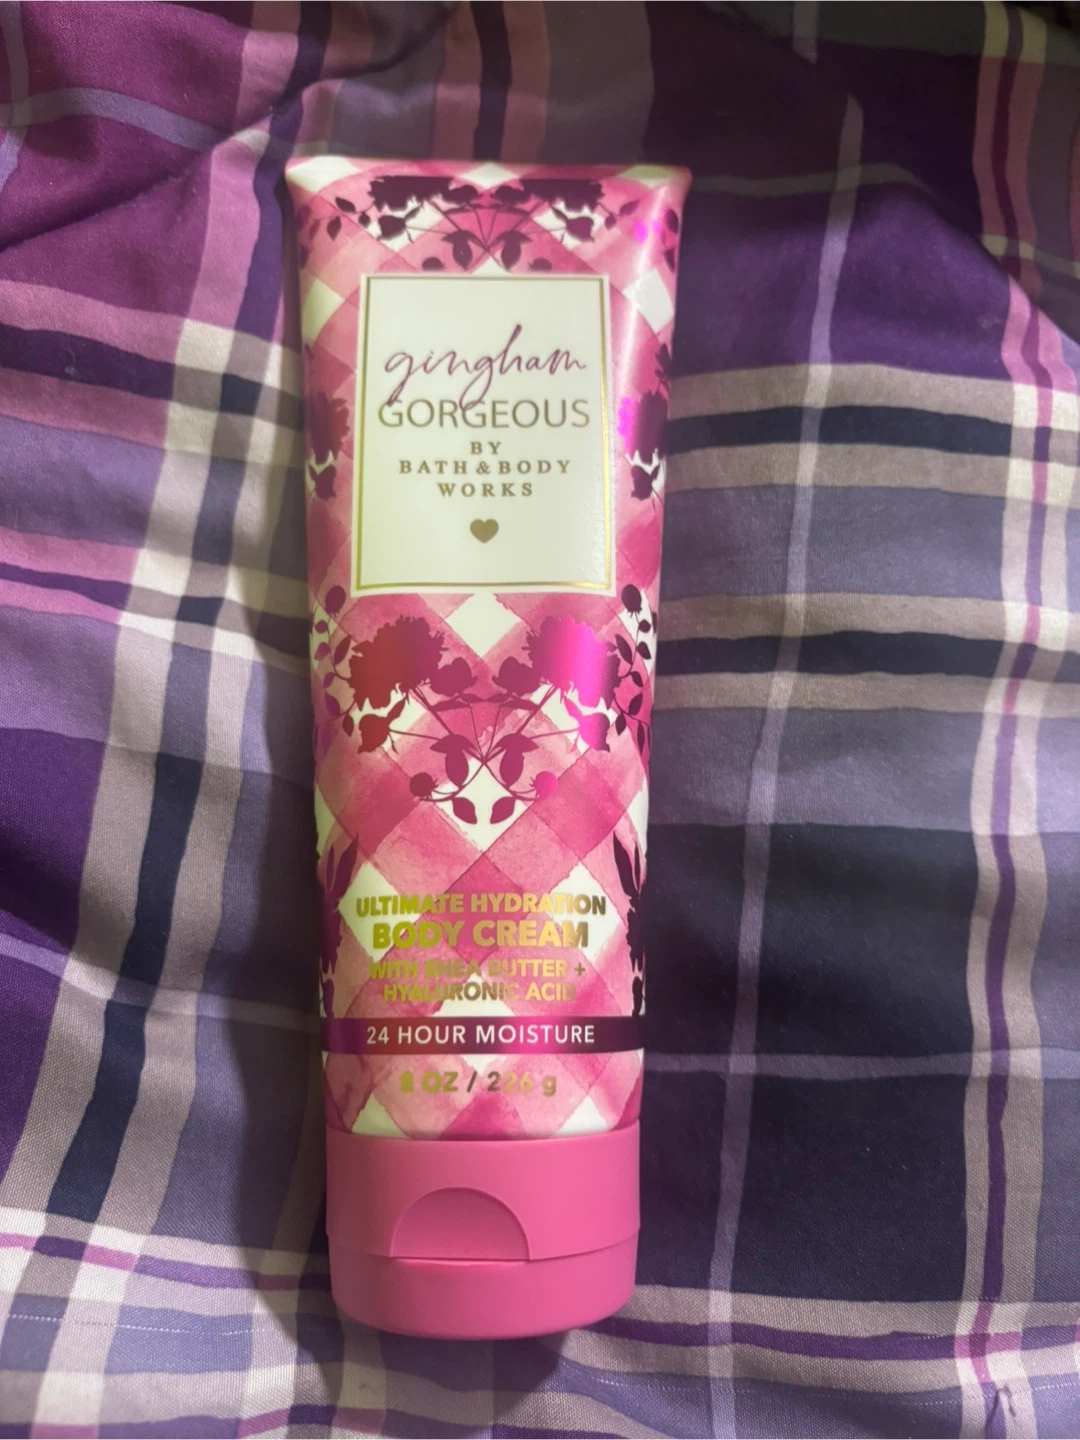 gingham
GORGEOUS
BY
BATH & BODY
WORKS
ULTIMATE HYDRATION
BODY CREAM
WITH SHEA BUTTER +
HYALURONIC ACID
24 HOUR MOISTURE
8 OZ / 226 g